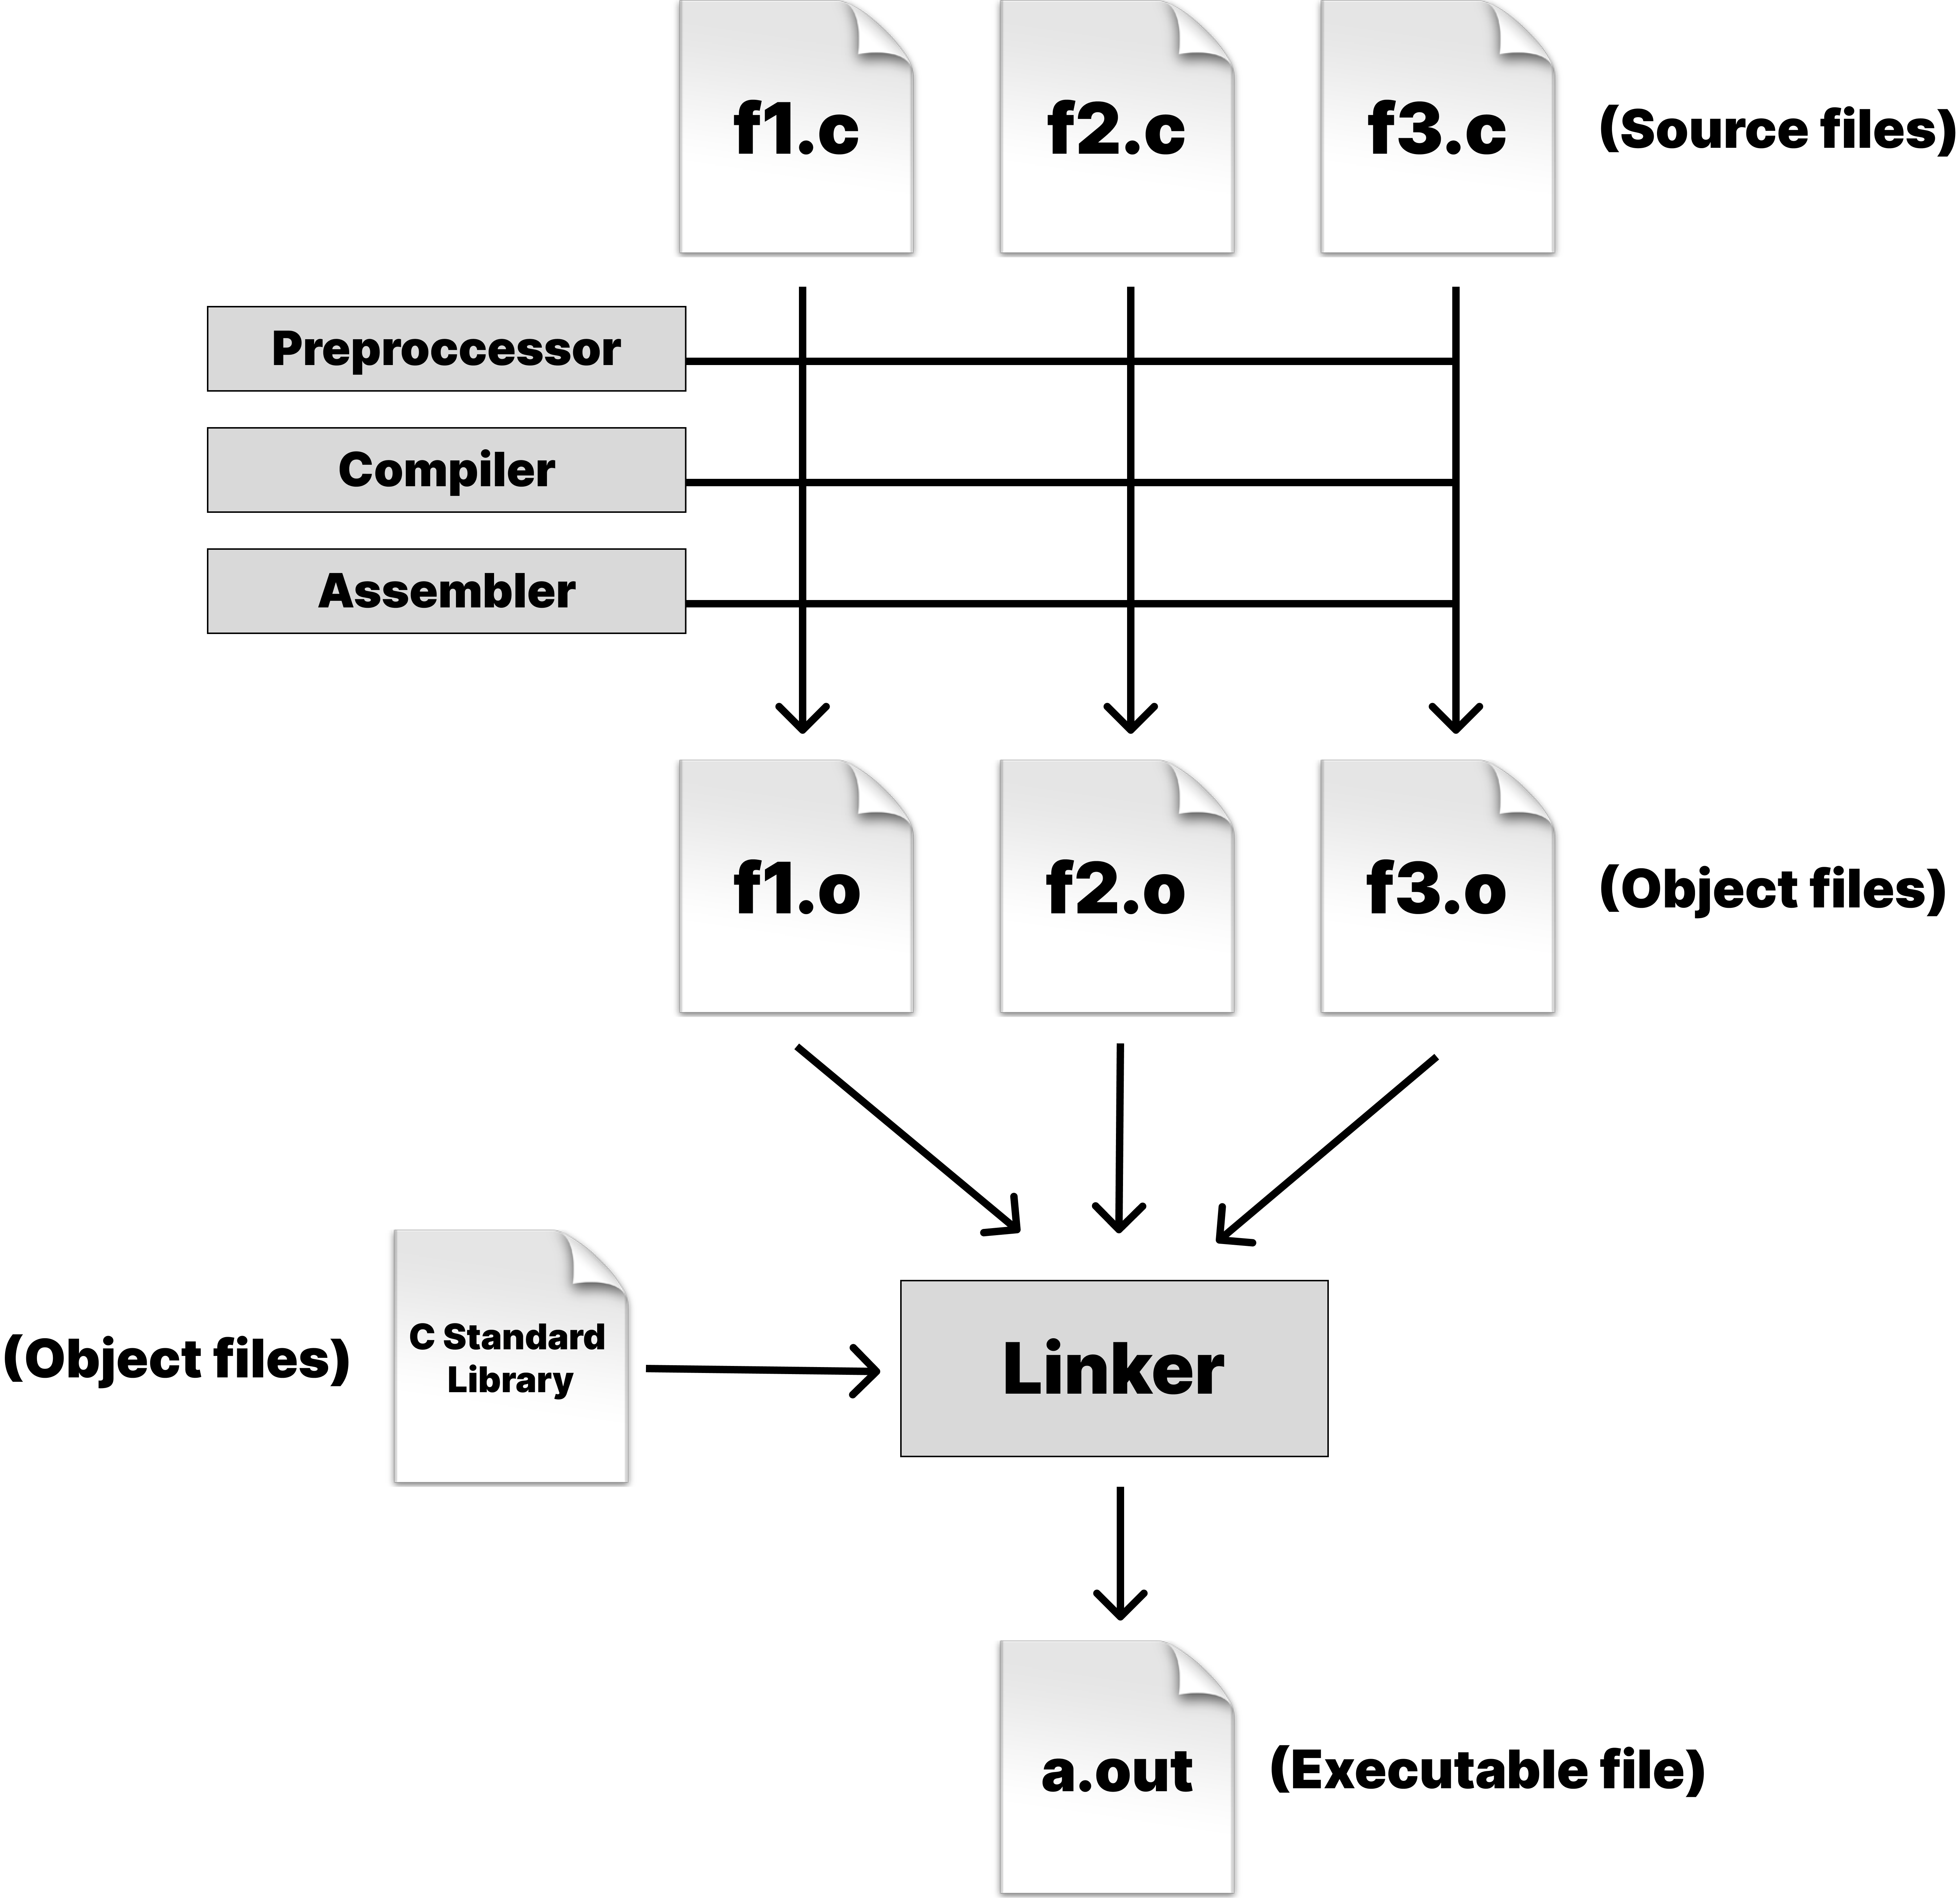 f1.c
f2.c
f3.c
(Source files)
Preproccessor
Compiler
Assembler
f1.o
f2.o
f3.o
(Object files)
(Object files)
C Standard
Library
Linker
a.out
(Executable file)